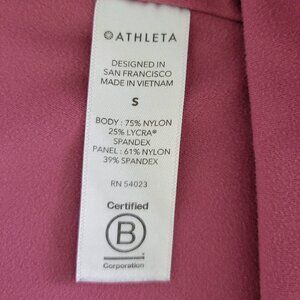 ATHLETA
DESIGNED IN
SAN FRANCISCO
MADE IN VIETNAM
S
BODY : 75% NYLON
25% LYCRA®
SPANDEX
PANEL : 61% NYLON
39% SPANDEX
RN 54023
Certified
B
Corporation